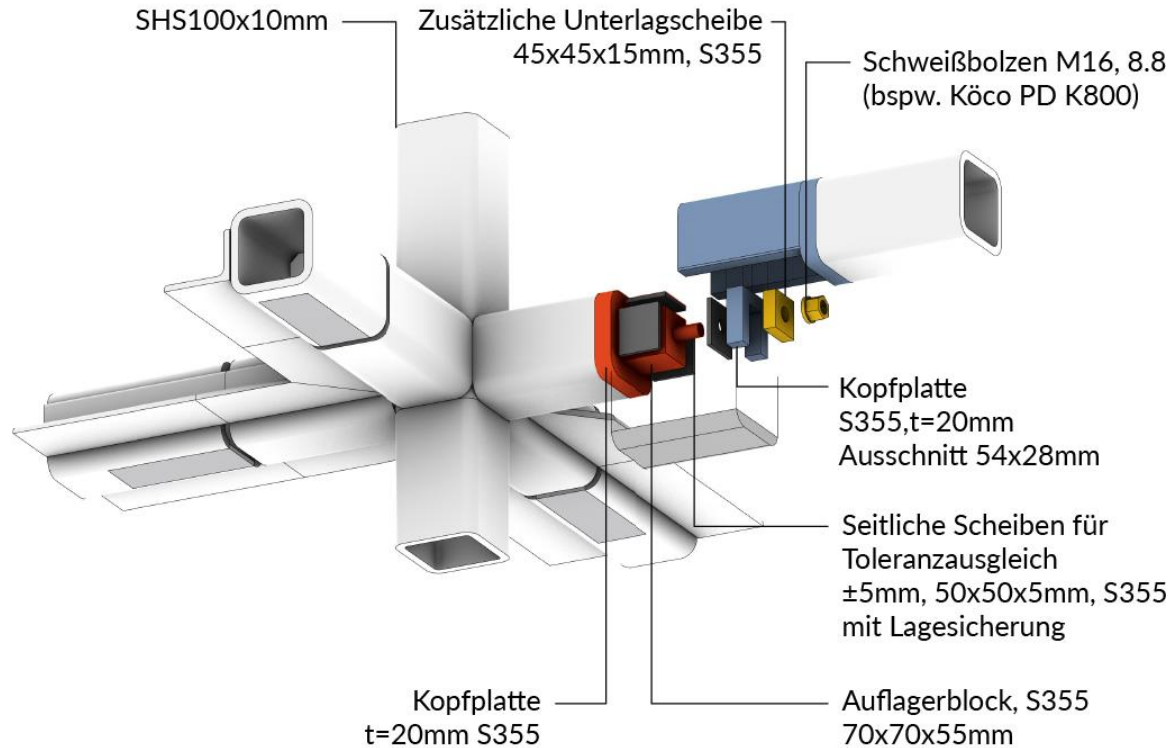 SHS100x10mm
Zusätzliche Unterlagscheibe
45x45x15mm, S355
Schweißbolzen M16, 8.8
(bspw. Köco PD K800)
Kopfplatte
S355,t=20mm
Ausschnitt 54x28mm
Seitliche Scheiben für
Toleranzausgleich
±5mm, 50x50x5mm, S355
mit Lagesicherung
Kopfplatte
t=20mm S355
Auflagerblock, S355
70x70x55mm